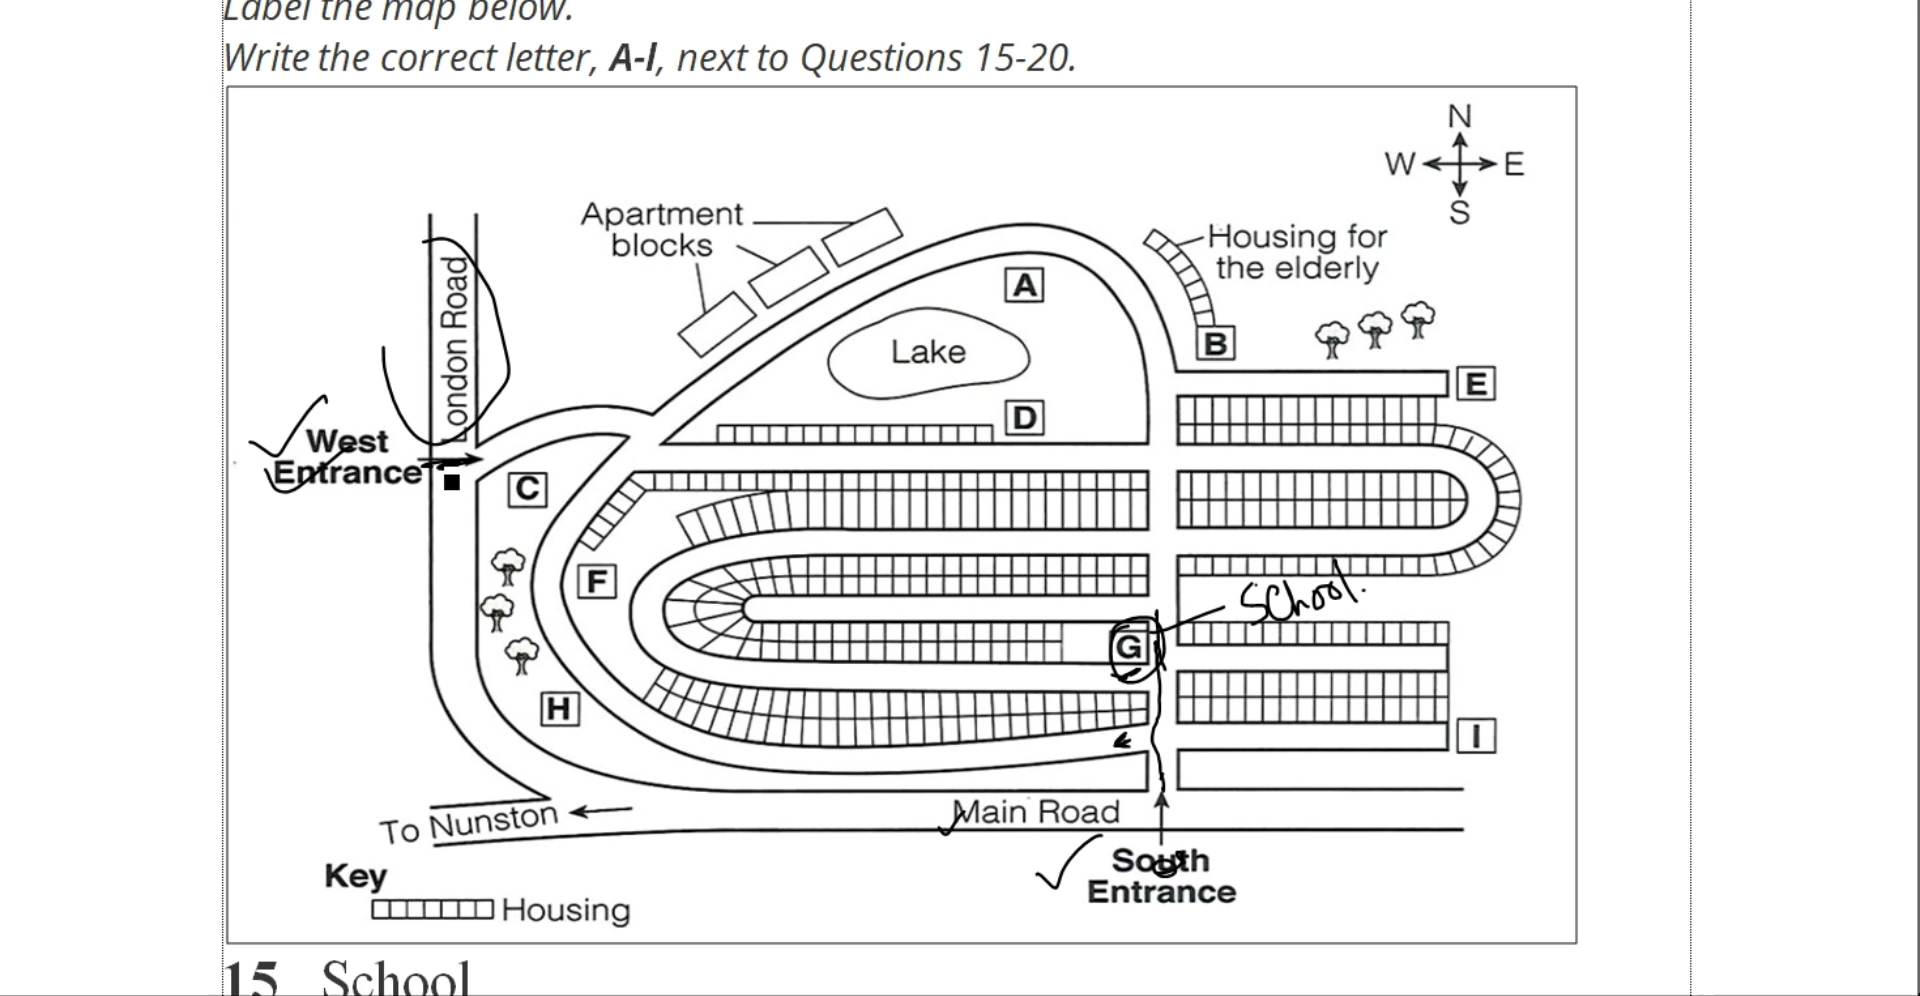 Label the map below.
Write the correct letter, A-I, next to Questions 15-20.
N
W E
S
Apartment
blocks
Housing for
the elderly
London Road
A
Lake
B
E
D
West
Entrance
C
F
School.
G
H
I
To Nunston
Main Road
South
Entrance
Key
Housing
15 School